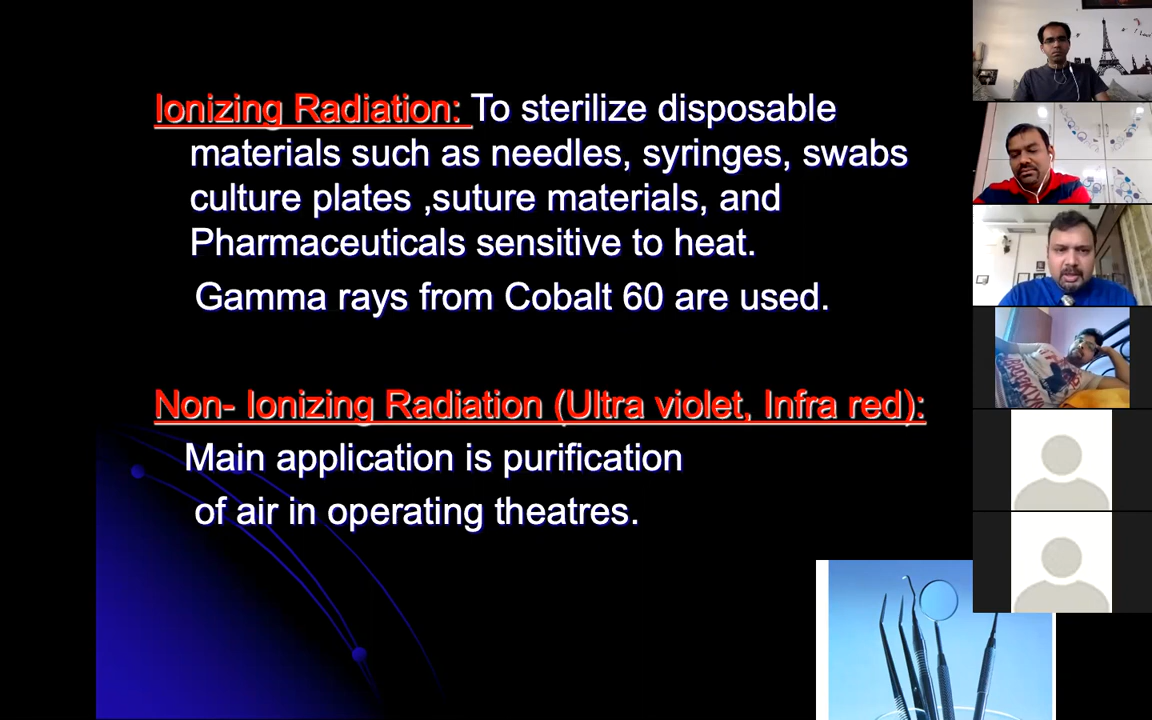 Ionizing Radiation: To sterilize disposable
materials such as needles, syringes, swabs
culture plates ,suture materials, and
Pharmaceuticals sensitive to heat.
Gamma rays from Cobalt 60 are used.
Non- Ionizing Radiation (Ultra violet, Infra red):
Main application is purification
of air in operating theatres.